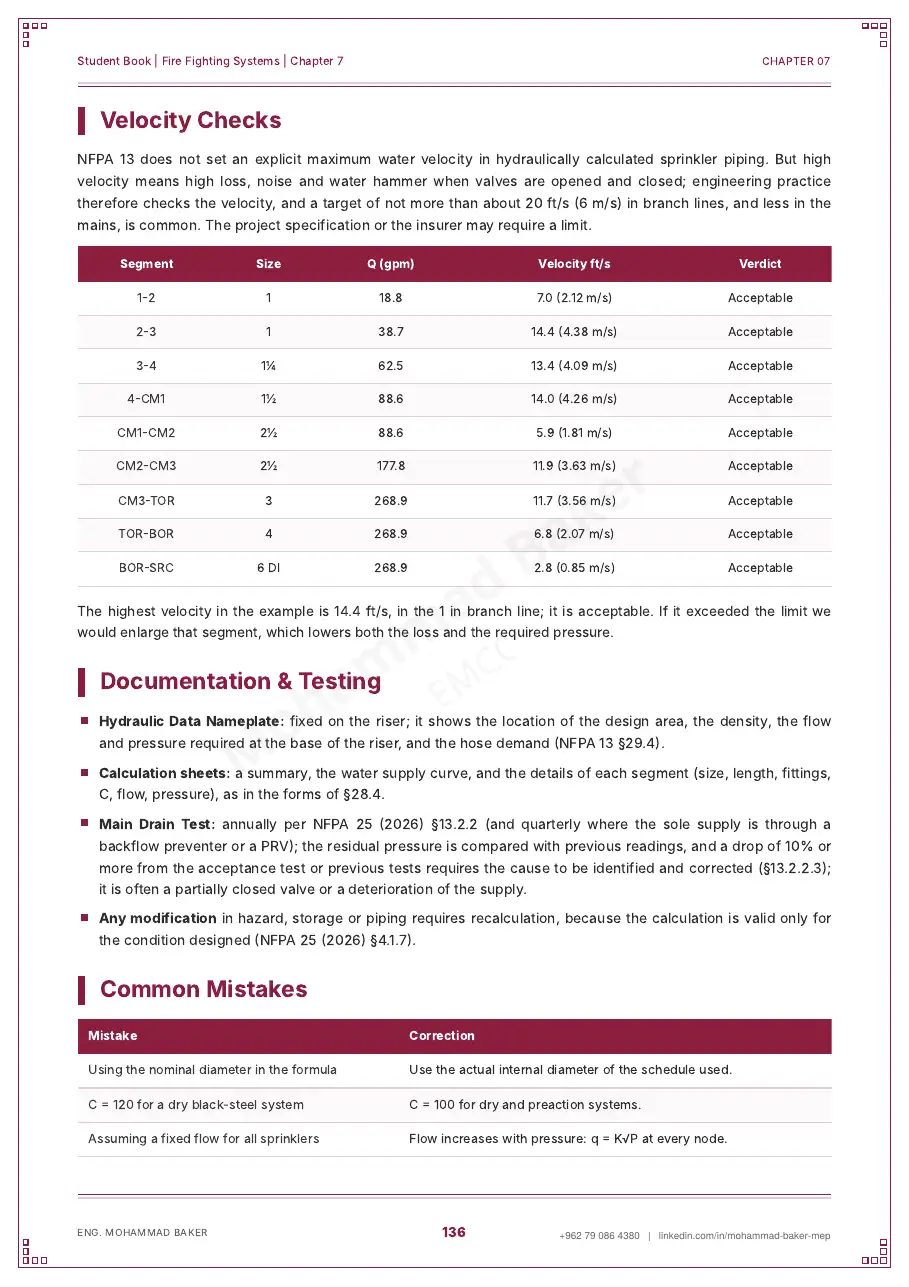 Student Book | Fire Fighting Systems | Chapter 7
CHAPTER 07
Velocity Checks
NFPA 13 does not set an explicit maximum water velocity in hydraulically calculated sprinkler piping. But high
velocity means high loss, noise and water hammer when valves are opened and closed; engineering practice
therefore checks the velocity, and a target of not more than about 20 ft/s (6 m/s) in branch lines, and less in the
mains, is common. The project specification or the insurer may require a limit.
Segment Size Q (gpm) Velocity ft/s Verdict
1-2 1 18.8 7.0 (2.12 m/s) Acceptable
2-3 1 38.7 14.4 (4.38 m/s) Acceptable
3-4 1¼ 62.5 13.4 (4.09 m/s) Acceptable
4-CM1 1½ 88.6 14.0 (4.26 m/s) Acceptable
CM1-CM2 2½ 88.6 5.9 (1.81 m/s) Acceptable
CM2-CM3 2½ 177.8 11.9 (3.63 m/s) Acceptable
CM3-TOR 3 268.9 11.7 (3.56 m/s) Acceptable
TOR-BOR 4 268.9 6.8 (2.07 m/s) Acceptable
BOR-SRC 6 DI 268.9 2.8 (0.85 m/s) Acceptable
The highest velocity in the example is 14.4 ft/s, in the 1 in branch line; it is acceptable. If it exceeded the limit we
would enlarge that segment, which lowers both the loss and the required pressure.
Mohammad Baker
EMCC
Documentation & Testing
Hydraulic Data Nameplate: fixed on the riser; it shows the location of the design area, the density, the flow
and pressure required at the base of the riser, and the hose demand (NFPA 13 §29.4).
Calculation sheets: a summary, the water supply curve, and the details of each segment (size, length, fittings,
C, flow, pressure), as in the forms of §28.4.
Main Drain Test: annually per NFPA 25 (2026) §13.2.2 (and quarterly where the sole supply is through a
backflow preventer or a PRV); the residual pressure is compared with previous readings, and a drop of 10% or
more from the acceptance test or previous tests requires the cause to be identified and corrected (§13.2.2.3);
it is often a partially closed valve or a deterioration of the supply.
Any modification in hazard, storage or piping requires recalculation, because the calculation is valid only for
the condition designed (NFPA 25 (2026) §4.1.7).
Common Mistakes
Mistake Correction
Using the nominal diameter in the formula Use the actual internal diameter of the schedule used.
C = 120 for a dry black-steel system C = 100 for dry and preaction systems.
Assuming a fixed flow for all sprinklers Flow increases with pressure: q = K√P at every node.
ENG. MOHAMMAD BAKER
136
+962 79 086 4380 | linkedin.com/in/mohammad-baker-mep